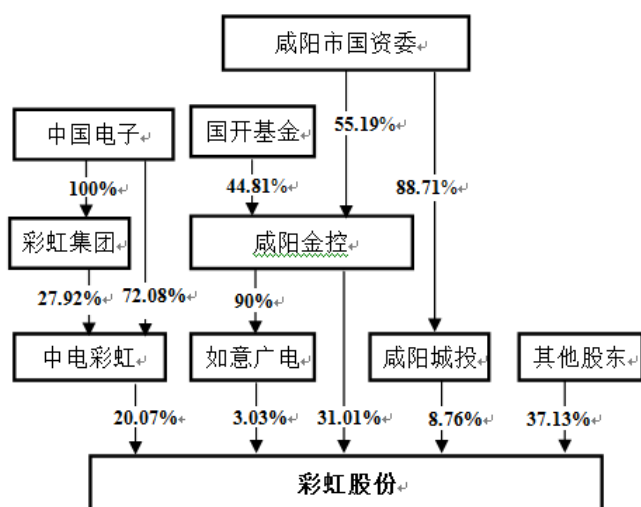 咸阳市国资委
中国电子
国开基金
55.19%
100%
44.81%
88.71%
彩虹集团
咸阳金控
27.92%
72.08%
90%
中电彩虹
如意广电
咸阳城投
其他股东
20.07%
3.03%
31.01%
8.76%
37.13%
彩虹股份